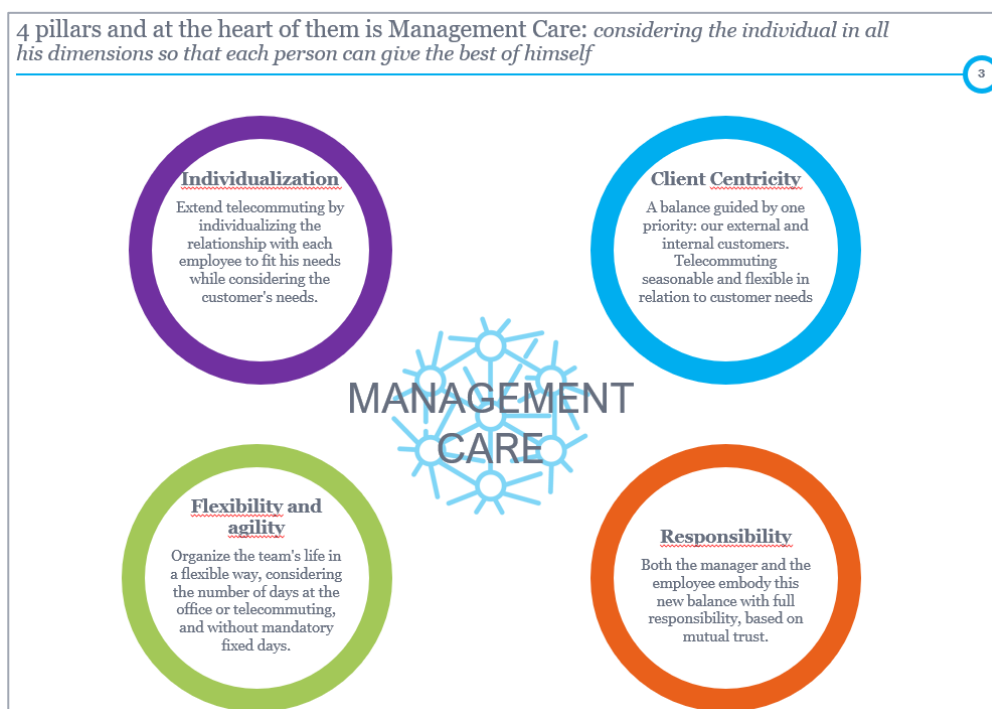 4 pillars and at the heart of them is Management Care: considering the individual in all
his dimensions so that each person can give the best of himself
3
Individualization
Extend telecommuting by
individualizing the
relationship with each
employee to fit his needs
while considering the
customer's needs.
Client Centricity
A balance guided by one
priority: our external and
internal customers.
Telecommuting
seasonable and flexible in
relation to customer needs
MANAGEMENT
CARE
Flexibility and
agility
Organize the team's life in
a flexible way, considering
the number of days at the
office or telecommuting,
and without mandatory
fixed days.
Responsibility
Both the manager and the
employee embody this
new balance with full
responsibility, based on
mutual trust.